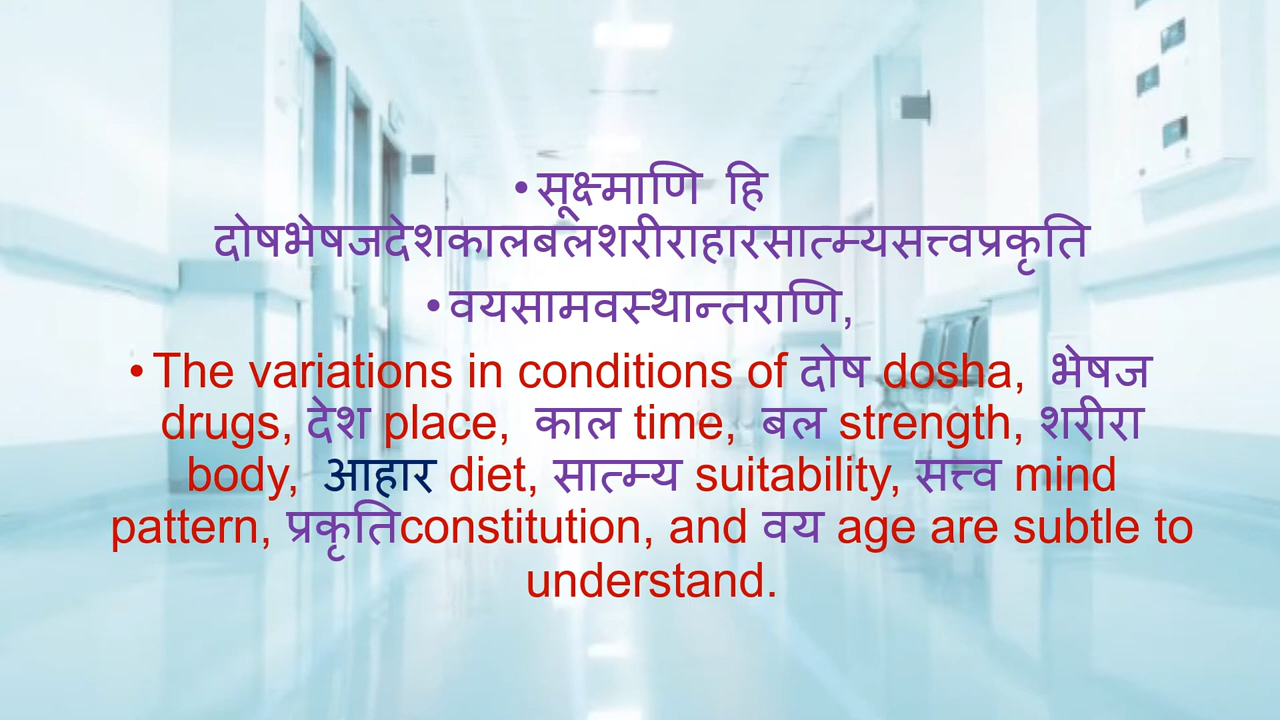 • सूक्ष्माणि हि
दोषभेषजदेशकालबलशरीराहारसात्म्यसत्त्वप्रकृति
• वयसामवस्थान्तराणि,
• The variations in conditions of दोष dosha, भेषज
drugs, देश place, काल time, बल strength, शरीरा
body, आहार diet, सात्म्य suitability, सत्त्व mind
pattern, प्रकृतिconstitution, and वय age are subtle to
understand.